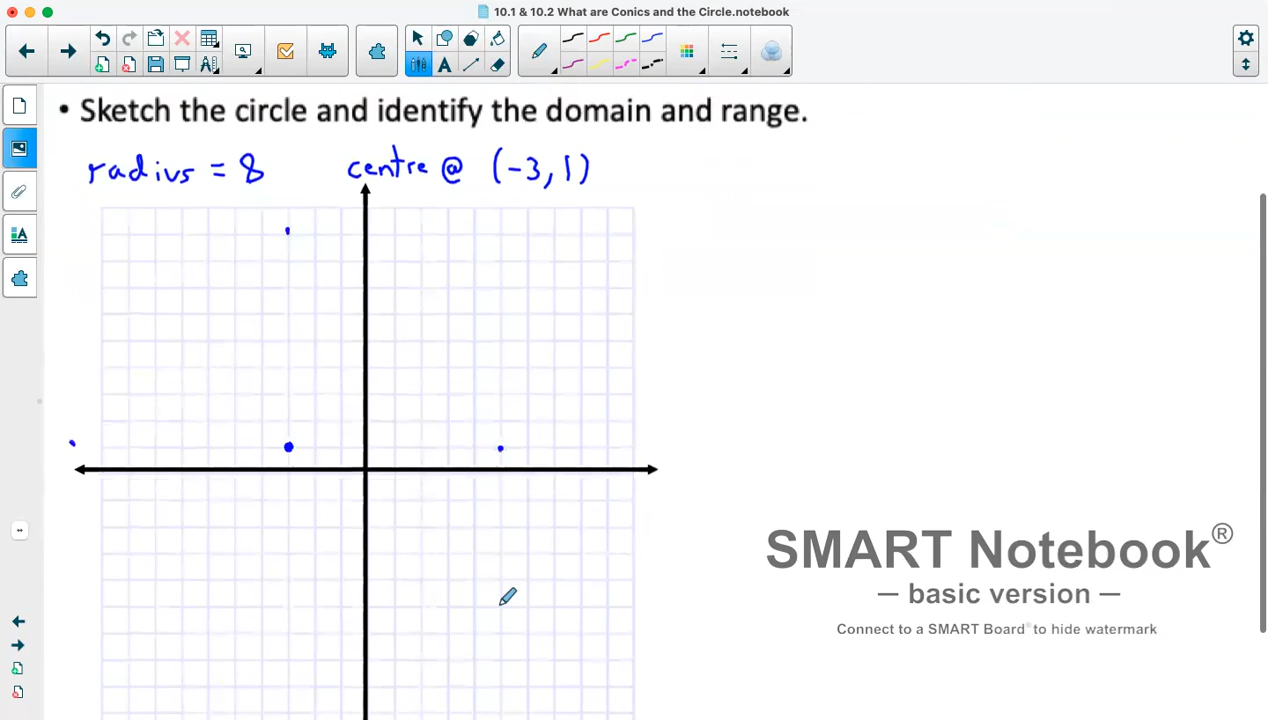 10.1 & 10.2 What are Conics and the Circle.notebook
• Sketch the circle and identify the domain and range.
radius = 8 centre @ (-3, 1)
SMART Notebook®
— basic version —
Connect to a SMART Board® to hide watermark